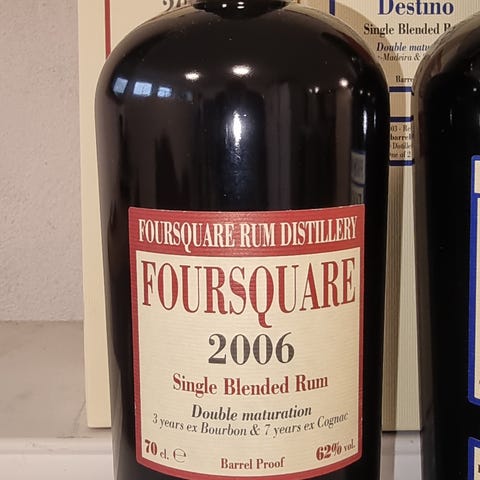 FOURSQUARE RUM DISTILLERY
FOURSQUARE
2006
Single Blended Rum
Double maturation
3 years ex Bourbon & 7 years ex Cognac
70 cl. ℮
62% vol.
Barrel Proof
Destino
Single Blended
Double